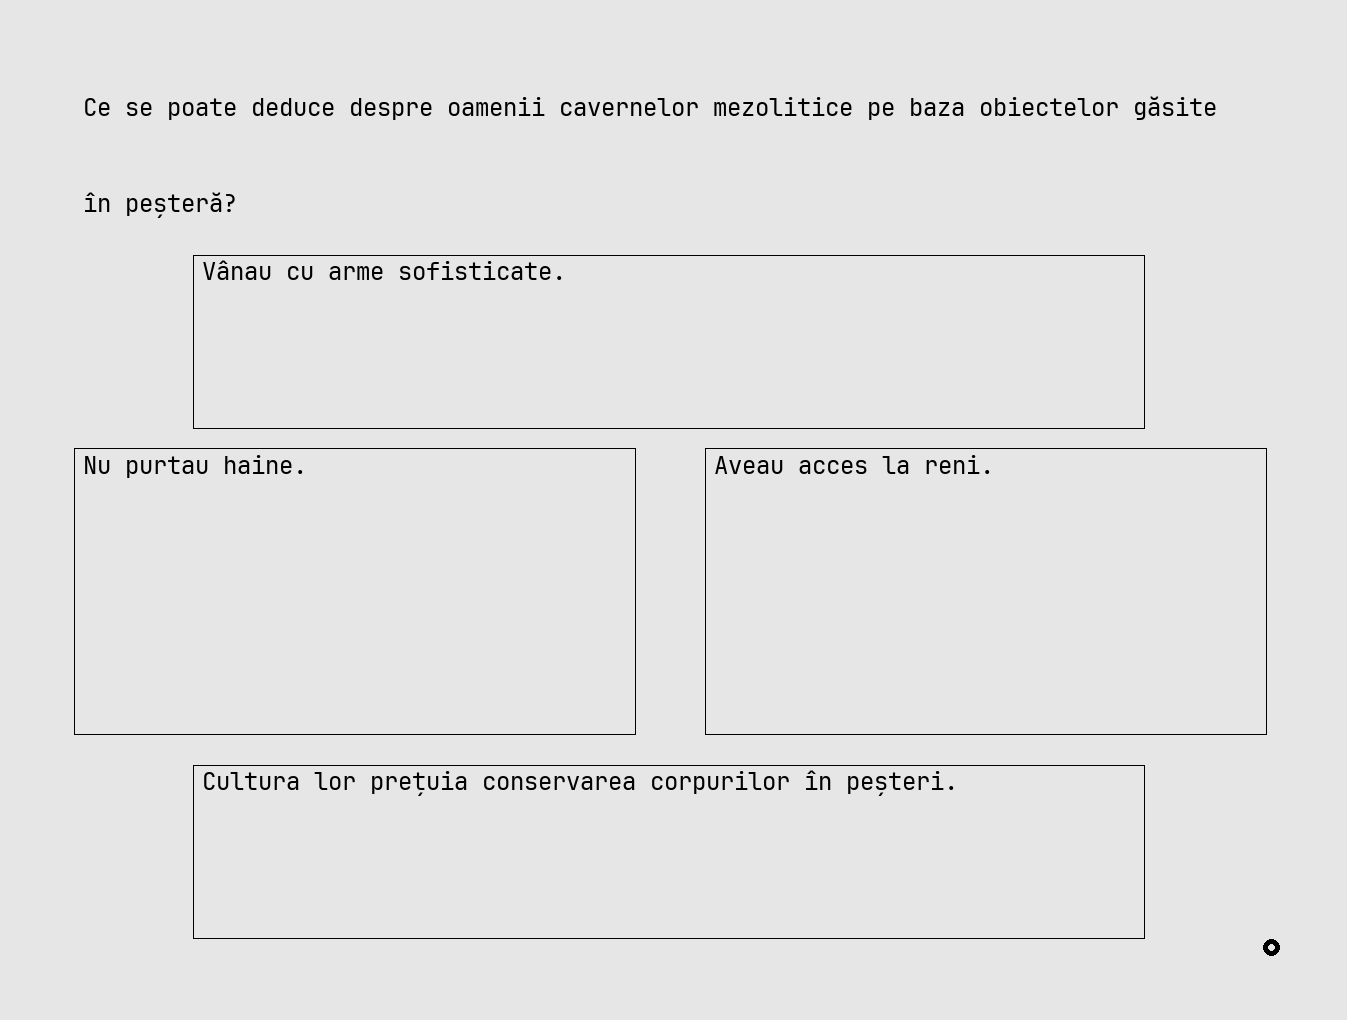 Ce se poate deduce despre oamenii cavernelor mezolitice pe baza obiectelor găsite
în peșteră?
Vânau cu arme sofisticate.
Nu purtau haine.
Aveau acces la reni.
Cultura lor prețuia conservarea corpurilor în peșteri.